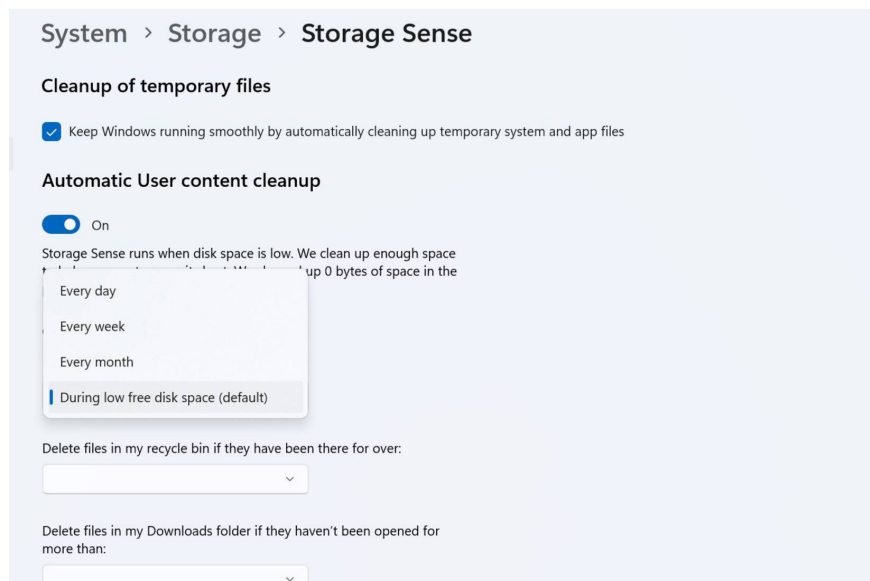 System > Storage > Storage Sense
Cleanup of temporary files
Keep Windows running smoothly by automatically cleaning up temporary system and app files
Automatic User content cleanup
On
Storage Sense runs when disk space is low. We clean up enough space
up 0 bytes of space in the
Every day
Every week
Every month
During low free disk space (default)
Delete files in my recycle bin if they have been there for over:
Delete files in my Downloads folder if they haven't been opened for
more than: